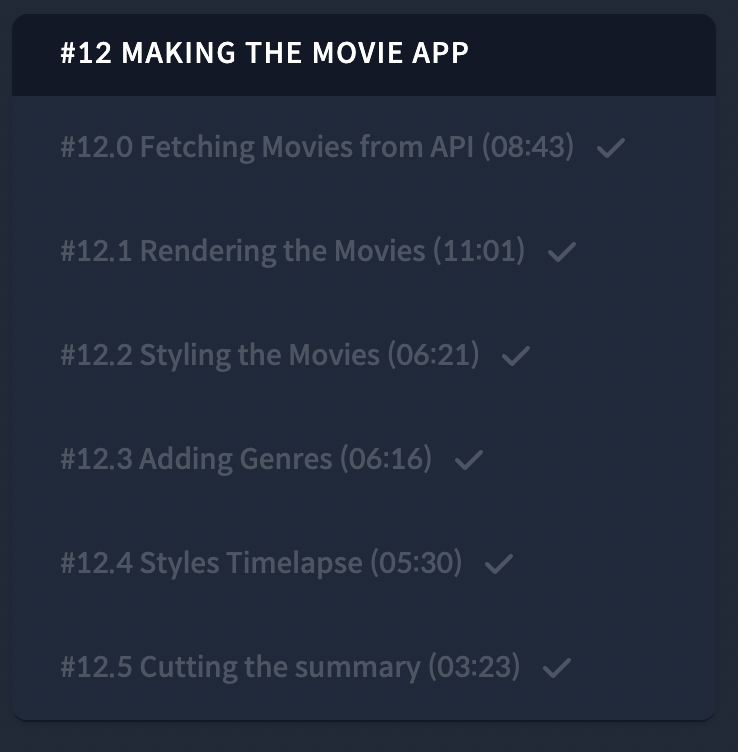 #12 MAKING THE MOVIE APP
#12.0 Fetching Movies from API (08:43) ✓
#12.1 Rendering the Movies (11:01) ✓
#12.2 Styling the Movies (06:21) ✓
#12.3 Adding Genres (06:16) ✓
#12.4 Styles Timelapse (05:30) ✓
#12.5 Cutting the summary (03:23) ✓